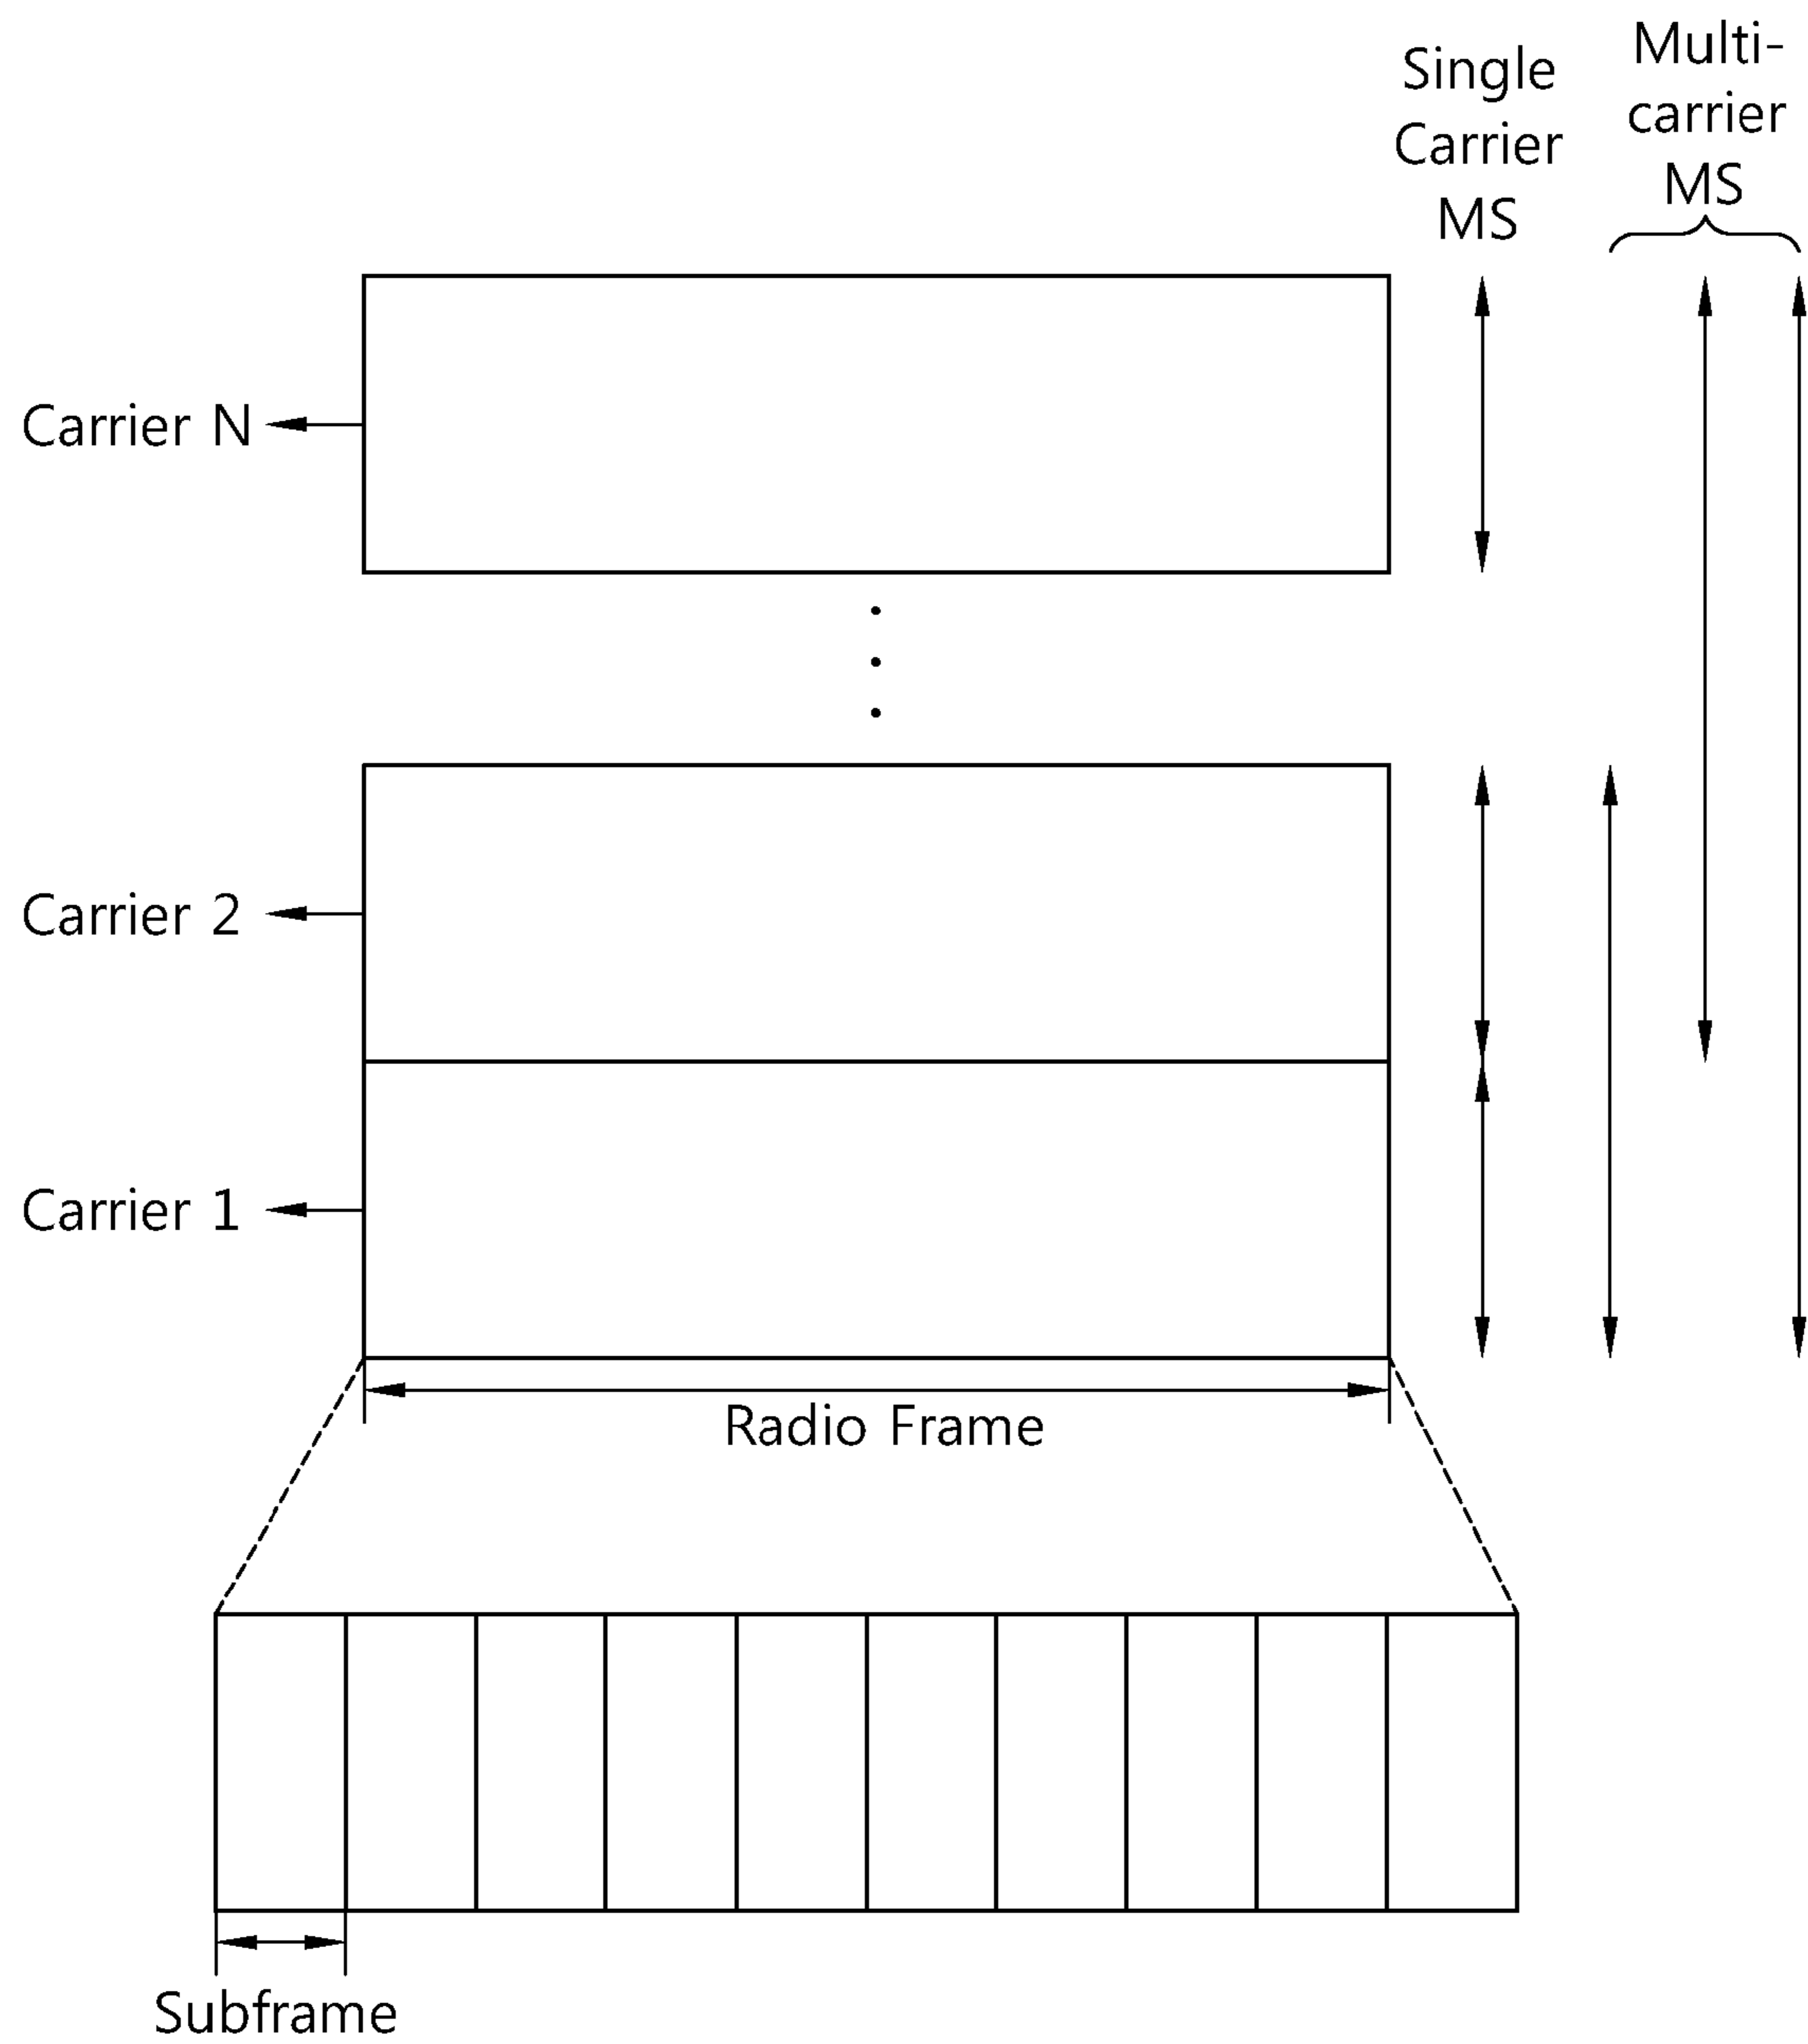 Single
Carrier
MS
Multi-
carrier
MS
Carrier N
Carrier 2
Carrier 1
Radio Frame
Subframe